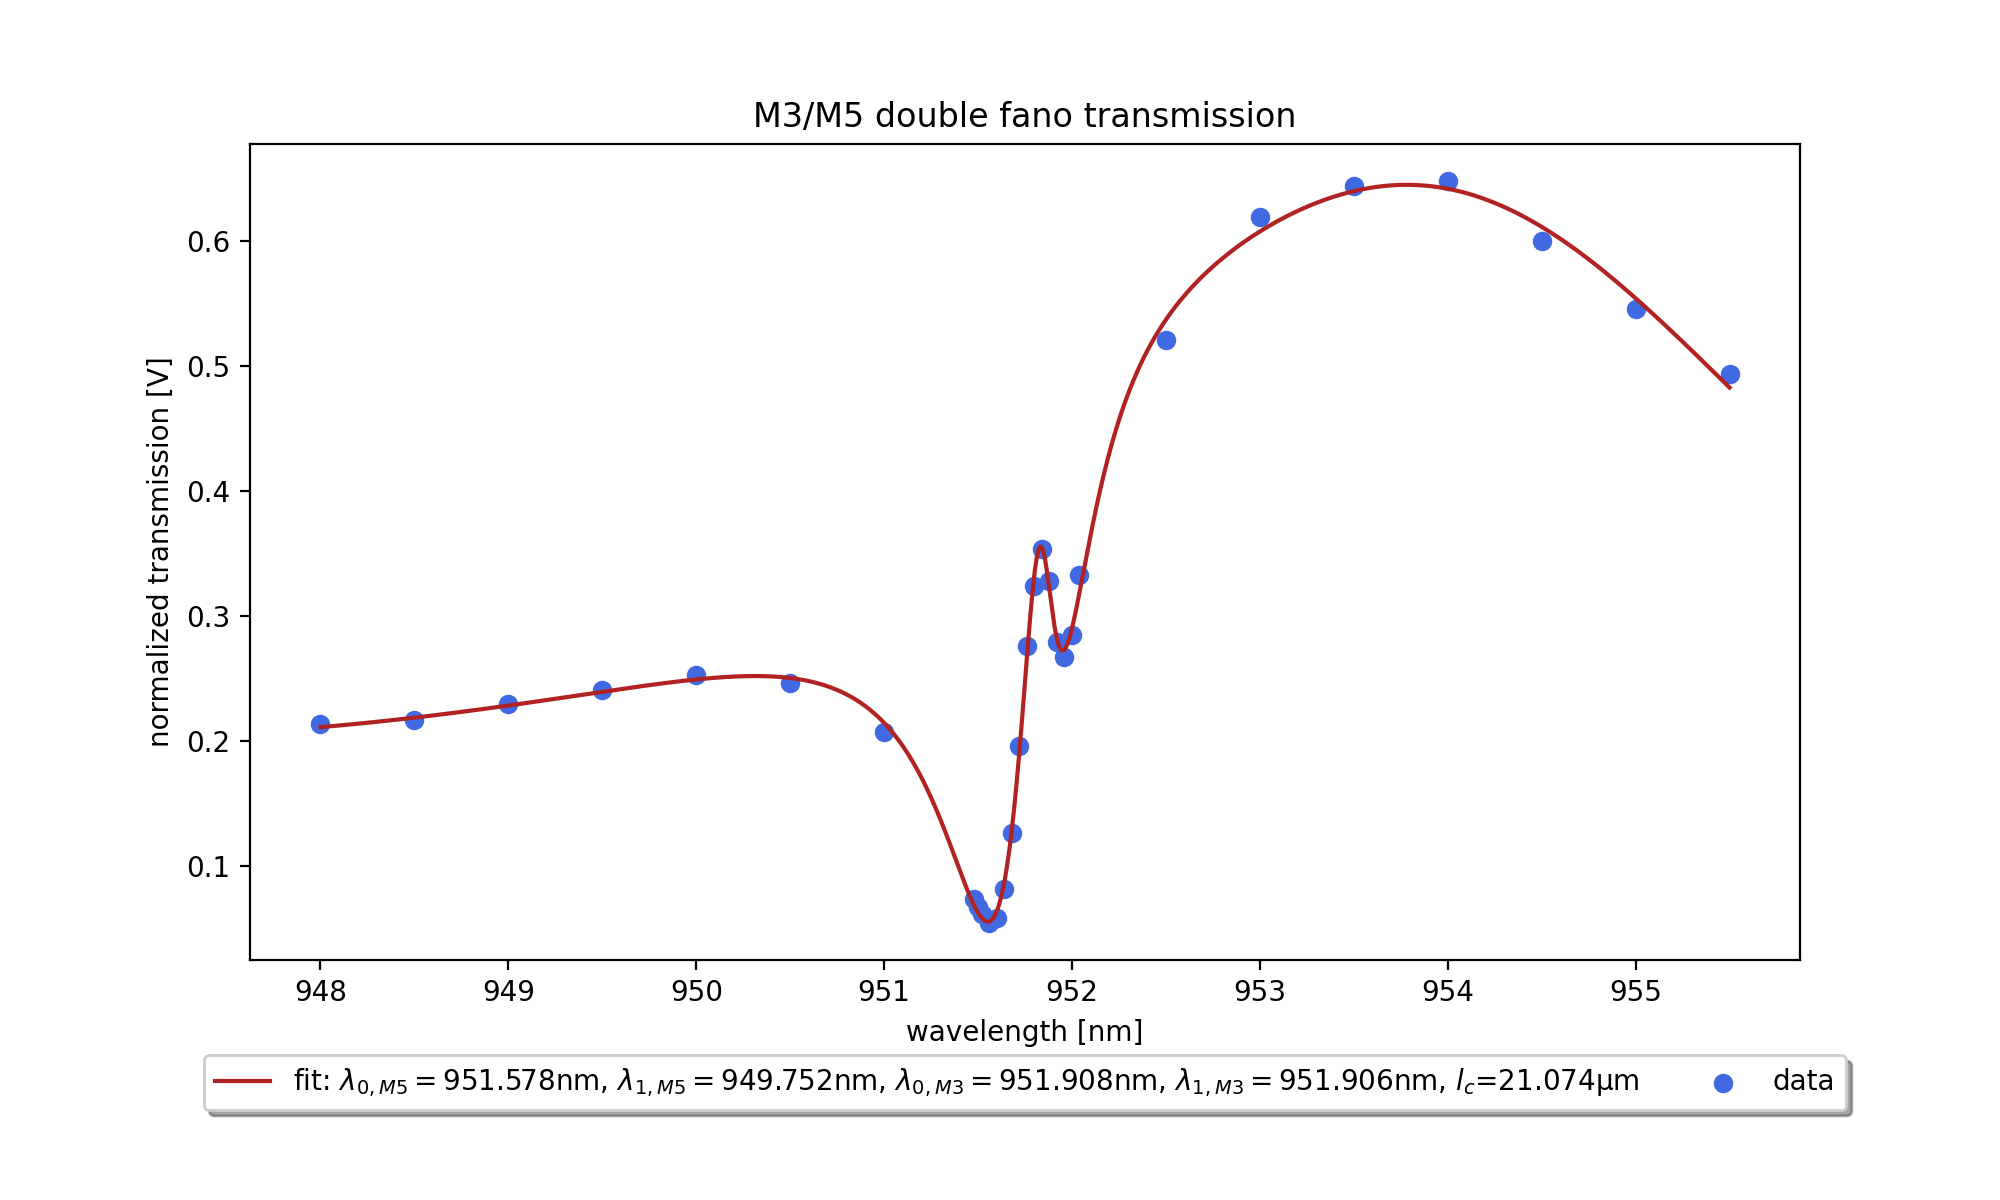 M3/M5 double fano transmission
normalized transmission [V]
0.6
0.5
0.4
0.3
0.2
0.1
948 949 950 951 952 953 954 955
wavelength [nm]
fit: λ₀,M5 = 951.578nm, λ₁,M5 = 949.752nm, λ₀,M3 = 951.908nm, λ₁,M3 = 951.906nm, l_c=21.074µm data